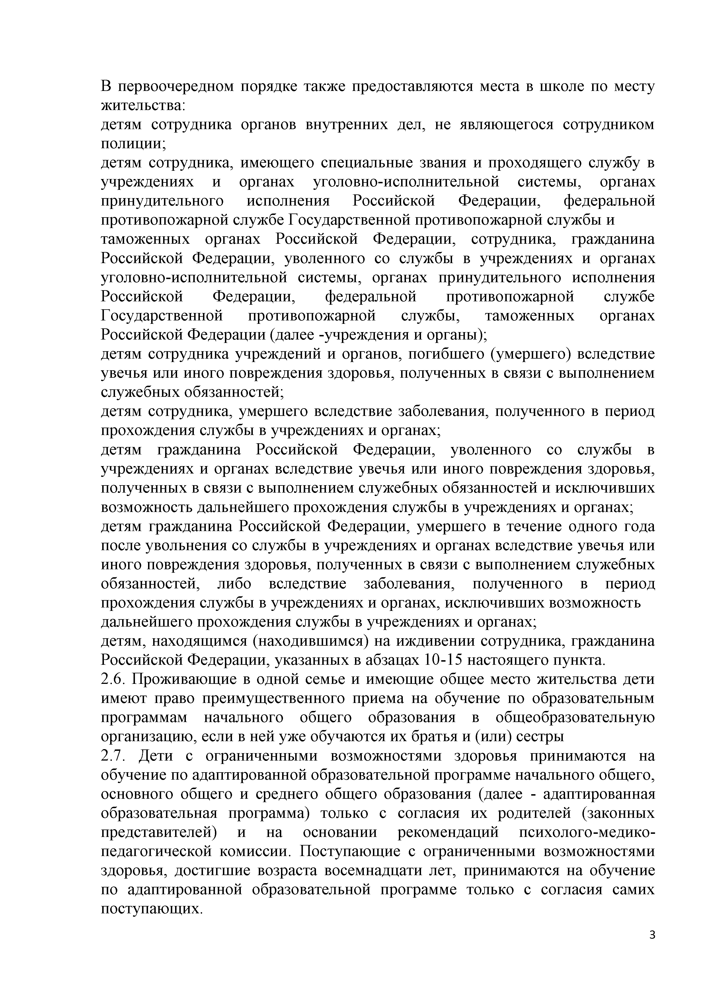 В первоочередном порядке также предоставляются места в школе по месту
жительства:
детям сотрудника органов внутренних дел, не являющегося сотрудником
полиции;
детям сотрудника, имеющего специальные звания и проходящего службу в
учреждениях и органах уголовно-исполнительной системы, органах
принудительного исполнения Российской Федерации, федеральной
противопожарной службе Государственной противопожарной службы и
таможенных органах Российской Федерации, сотрудника, гражданина
Российской Федерации, уволенного со службы в учреждениях и органах
уголовно-исполнительной системы, органах принудительного исполнения
Российской Федерации, федеральной противопожарной службе
Государственной противопожарной службы, таможенных органах
Российской Федерации (далее -учреждения и органы);
детям сотрудника учреждений и органов, погибшего (умершего) вследствие
увечья или иного повреждения здоровья, полученных в связи с выполнением
служебных обязанностей;
детям сотрудника, умершего вследствие заболевания, полученного в период
прохождения службы в учреждениях и органах;
детям гражданина Российской Федерации, уволенного со службы в
учреждениях и органах вследствие увечья или иного повреждения здоровья,
полученных в связи с выполнением служебных обязанностей и исключивших
возможность дальнейшего прохождения службы в учреждениях и органах;
детям гражданина Российской Федерации, умершего в течение одного года
после увольнения со службы в учреждениях и органах вследствие увечья или
иного повреждения здоровья, полученных в связи с выполнением служебных
обязанностей, либо вследствие заболевания, полученного в период
прохождения службы в учреждениях и органах, исключивших возможность
дальнейшего прохождения службы в учреждениях и органах;
детям, находящимся (находившимся) на иждивении сотрудника, гражданина
Российской Федерации, указанных в абзацах 10-15 настоящего пункта.
2.6. Проживающие в одной семье и имеющие общее место жительства дети
имеют право преимущественного приема на обучение по образовательным
программам начального общего образования в общеобразовательную
организацию, если в ней уже обучаются их братья и (или) сестры
2.7. Дети с ограниченными возможностями здоровья принимаются на
обучение по адаптированной образовательной программе начального общего,
основного общего и среднего общего образования (далее - адаптированная
образовательная программа) только с согласия их родителей (законных
представителей) и на основании рекомендаций психолого-медико-
педагогической комиссии. Поступающие с ограниченными возможностями
здоровья, достигшие возраста восемнадцати лет, принимаются на обучение
по адаптированной образовательной программе только с согласия самих
поступающих.
3